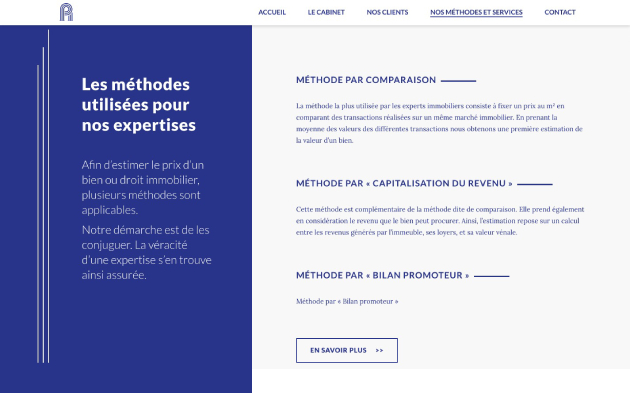 ACCUEIL LE CABINET NOS CLIENTS NOS MÉTHODES ET SERVICES CONTACT
Les méthodes
utilisées pour
nos expertises
Afin d'estimer le prix d'un
bien ou droit immobilier,
plusieurs méthodes sont
applicables.
Notre démarche est de les
conjuguer. La véracité
d'une expertise s'en trouve
ainsi assurée.
MÉTHODE PAR COMPARAISON
La méthode la plus utilisée par les experts immobiliers consiste à fixer un prix au m² en
comparant des transactions réalisées sur un même marché immobilier. En prenant la
moyenne des valeurs des différentes transactions nous obtenons une première estimation de
la valeur d'un bien.
MÉTHODE PAR « CAPITALISATION DU REVENU »
Cette méthode est complémentaire de la méthode dite de comparaison. Elle prend également
en considération le revenu que le bien peut procurer. Ainsi, l'estimation repose sur un calcul
entre les revenus générés par l'immeuble, ses loyers, et sa valeur vénale.
MÉTHODE PAR « BILAN PROMOTEUR »
Méthode par « Bilan promoteur »
EN SAVOIR PLUS >>